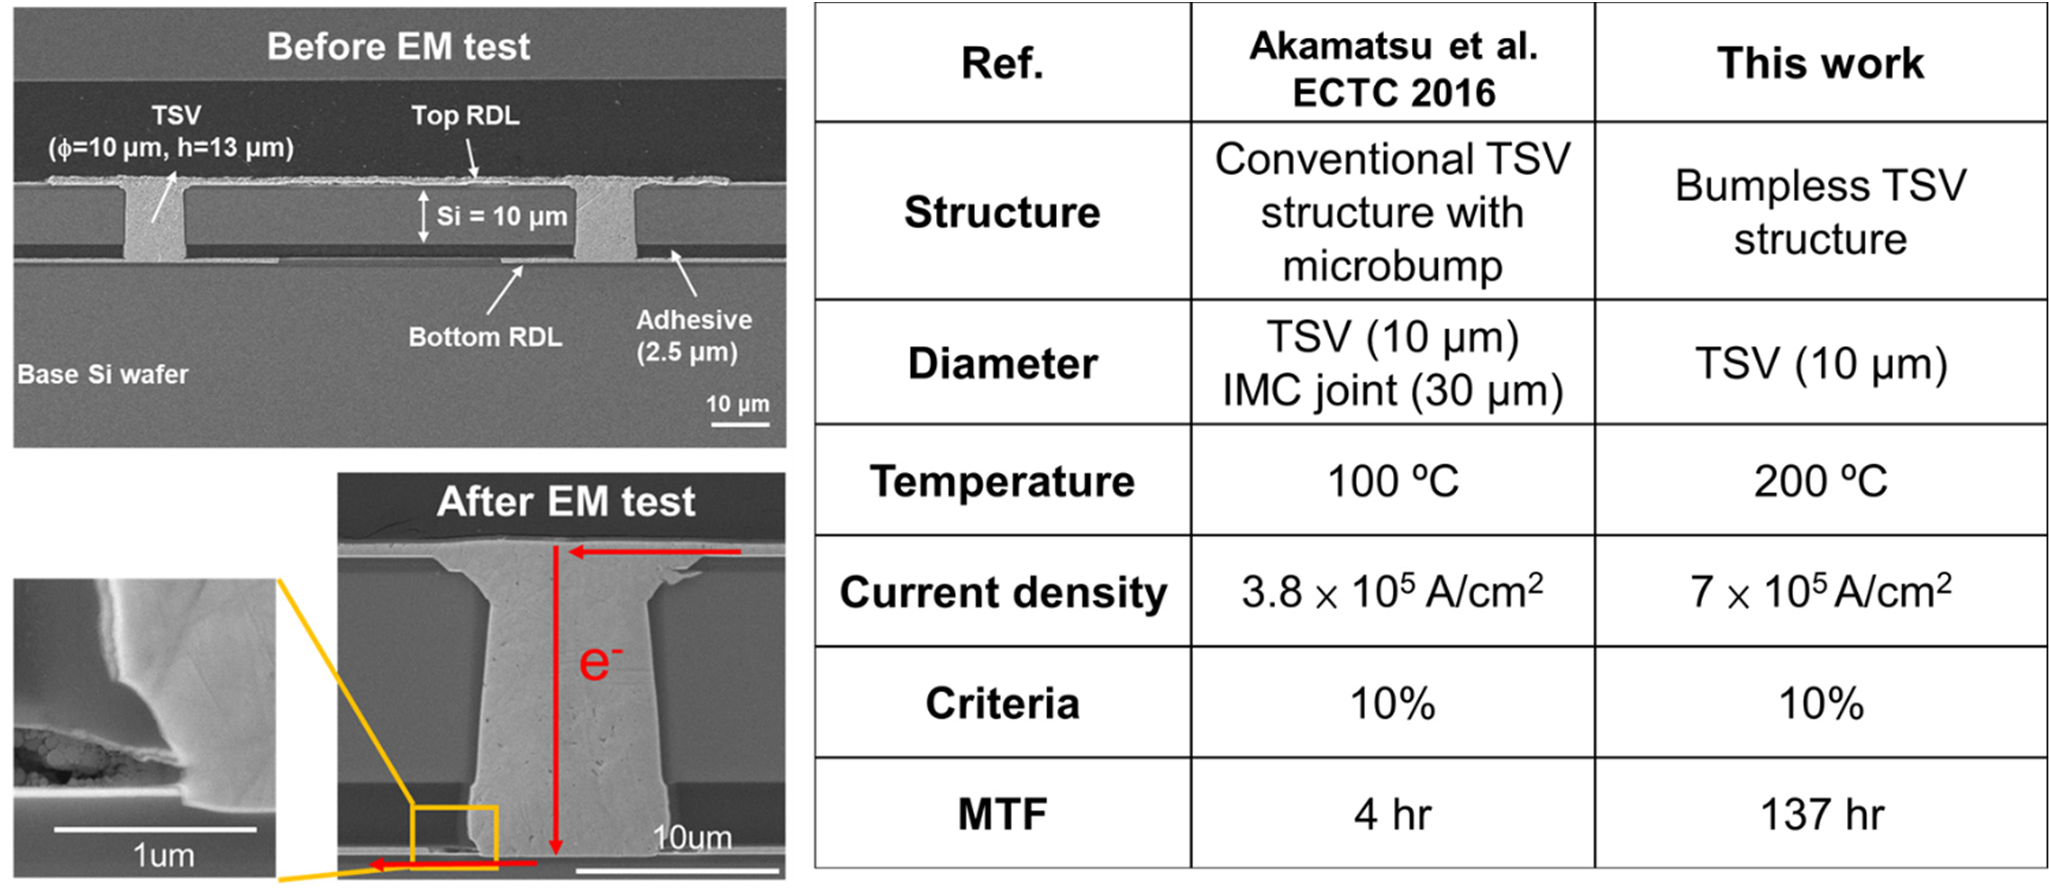 Before EM test
TSV
(ϕ=10 µm, h=13 µm)
Top RDL
Si = 10 µm
Bottom RDL
Adhesive
(2.5 µm)
Base Si wafer
10 µm
After EM test
e-
10um
1um
Ref.
Akamatsu et al.
ECTC 2016
This work
Structure
Conventional TSV
structure with
microbump
Bumpless TSV
structure
Diameter
TSV (10 µm)
IMC joint (30 µm)
TSV (10 µm)
Temperature
100 ºC
200 ºC
Current density
3.8 × 10⁵ A/cm²
7 × 10⁵ A/cm²
Criteria
10%
10%
MTF
4 hr
137 hr